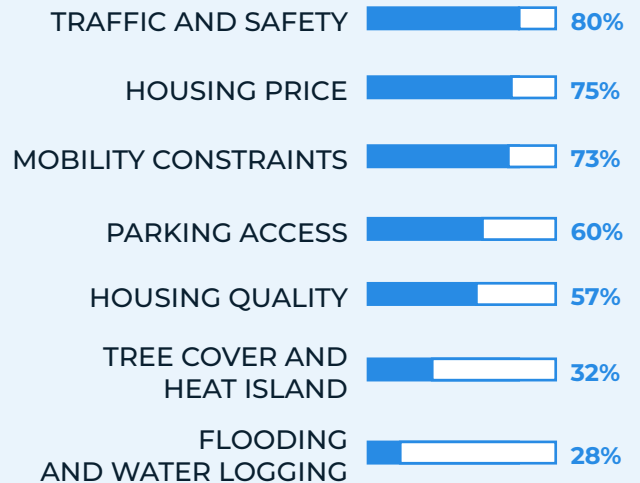 TRAFFIC AND SAFETY 80%
HOUSING PRICE 75%
MOBILITY CONSTRAINTS 73%
PARKING ACCESS 60%
HOUSING QUALITY 57%
TREE COVER AND
HEAT ISLAND 32%
FLOODING
AND WATER LOGGING 28%